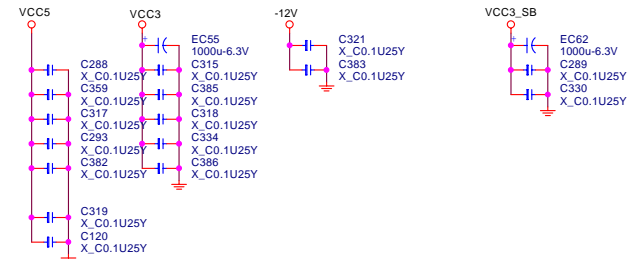 VCC5
C288
X_C0.1U25Y
C359
X_C0.1U25Y
C317
X_C0.1U25Y
C293
X_C0.1U25Y
C382
X_C0.1U25Y
C319
X_C0.1U25Y
C120
X_C0.1U25Y
VCC3
+
EC55
1000u-6.3V
C315
X_C0.1U25Y
C385
X_C0.1U25Y
C318
X_C0.1U25Y
C334
X_C0.1U25Y
C386
X_C0.1U25Y
-12V
C321
X_C0.1U25Y
C383
X_C0.1U25Y
VCC3_SB
+
EC62
1000u-6.3V
C289
X_C0.1U25Y
C330
X_C0.1U25Y